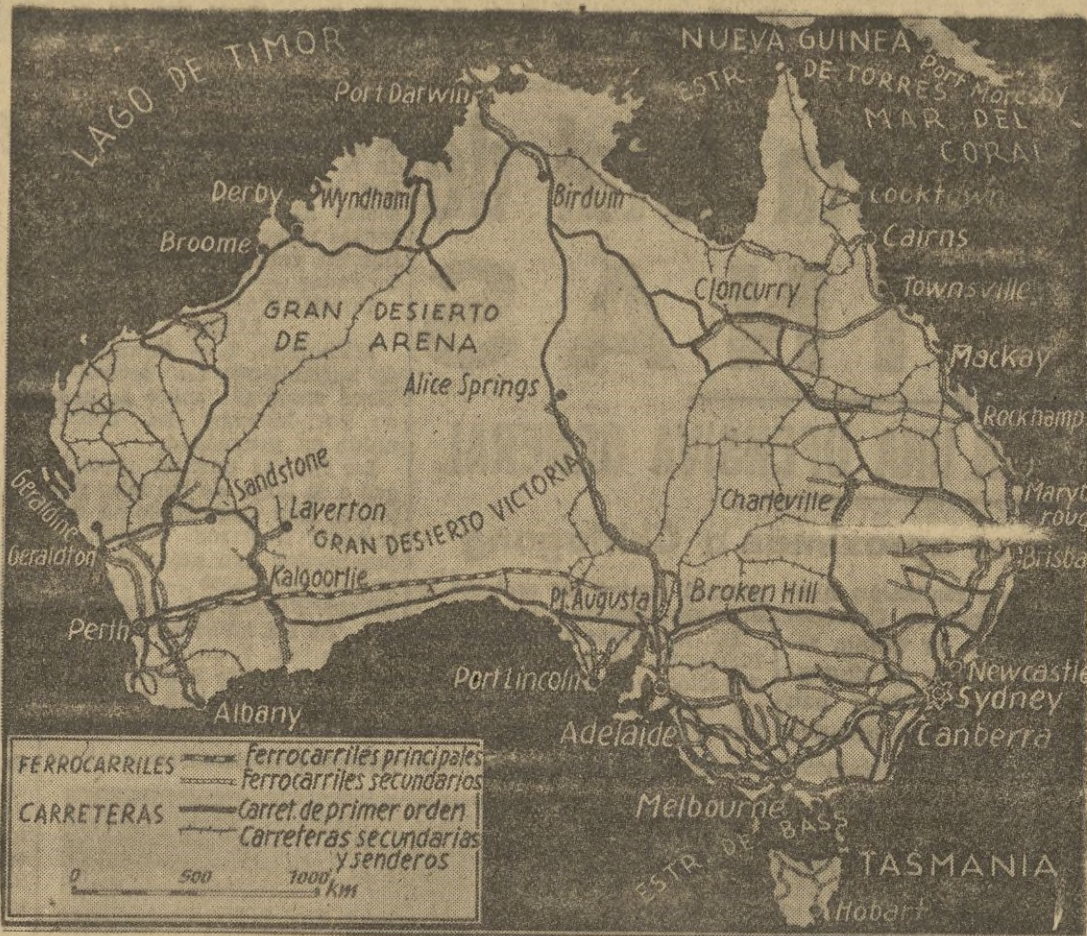 LAGO DE TIMOR
NUEVA GUINEA
ESTR. DE TORRES
Port Moresby
MAR DEL
CORAL
Port Darwin
Derby
Wyndham
Birdum
Cooktown
Broome
Cairns
Cloncurry
Townsville
GRAN DESIERTO
DE ARENA
Mackay
Alice Springs
Rockhamp
Sandstone
Geraldine
Laverton
GRAN DESIERTO VICTORIA
Charleville
Geraldton
Brisba
Kalgoorlie
Pt. Augusta
Broken Hill
Perth
Port Lincoln
Newcastle
Sydney
Albany
Adelaide
Canberra
FERROCARRILES
Ferrocarriles principales
Ferrocarriles secundarios
CARRETERAS
Carret. de primer orden
Carreteras secundarias
y senderos
0 500 1000 Km
Melbourne
ESTR. DE BASS
TASMANIA
Hobart